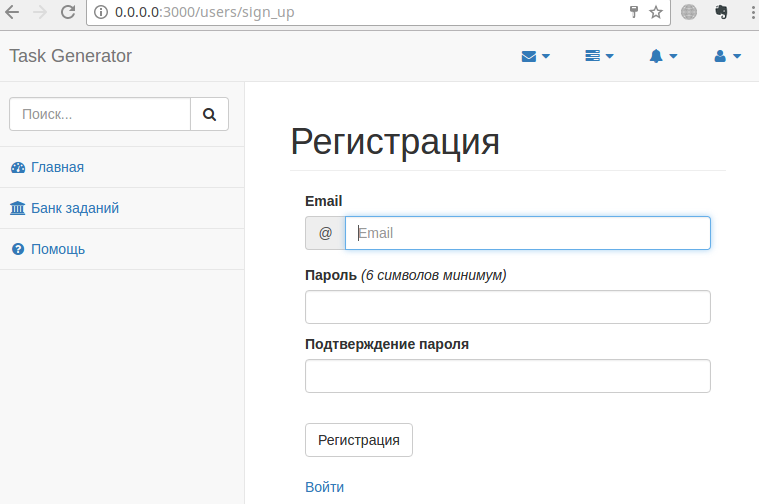 0.0.0.0:3000/users/sign_up
Task Generator
Поиск...
Главная
Банк заданий
Помощь
Регистрация
Email
@ Email
Пароль (6 символов минимум)
Подтверждение пароля
Регистрация
Войти